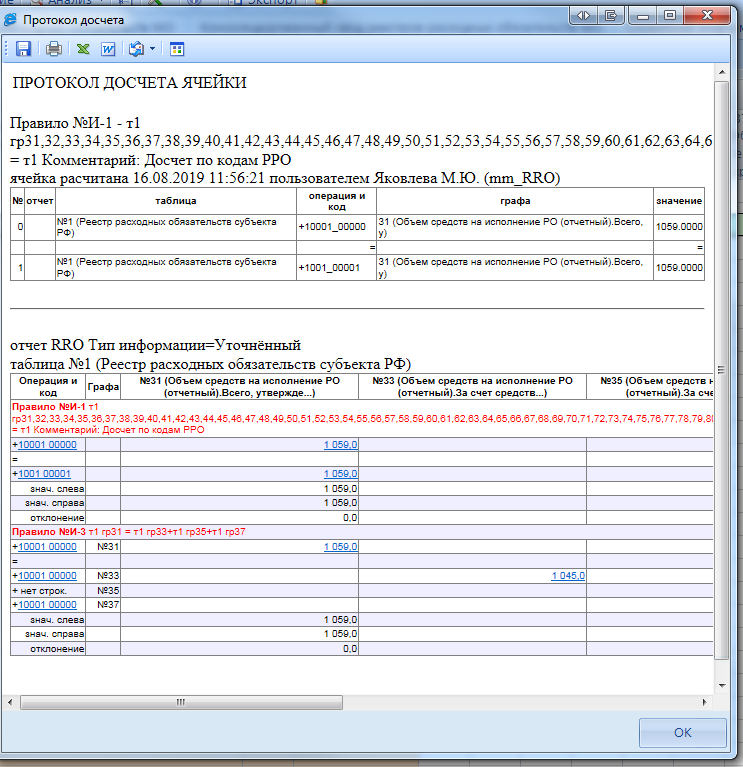 Анализ
Экспорт
Протокол досчета
ПРОТОКОЛ ДОСЧЕТА ЯЧЕЙКИ
Правило №И-1 - т1
гр31,32,33,34,35,36,37,38,39,40,41,42,43,44,45,46,47,48,49,50,51,52,53,54,55,56,57,58,59,60,61,62,63,64,6
= т1 Комментарий: Досчет по кодам РРО
ячейка расчитана 16.08.2019 11:56:21 пользователем Яковлева М.Ю. (mm_RRO)
№ отчет таблица операция и код графа значение
0 №1 (Реестр расходных обязательств субъекта РФ) +10001_00000 31 (Объем средств на исполнение РО (отчетный).Всего, у) 1059.0000
= =
1 №1 (Реестр расходных обязательств субъекта РФ) +1001_00001 31 (Объем средств на исполнение РО (отчетный).Всего, у) 1059.0000
отчет RRO Тип информации=Уточнённый
таблица №1 (Реестр расходных обязательств субъекта РФ)
Операция и код Графа №31 (Объем средств на исполнение РО (отчетный).Всего, утвержде...) №33 (Объем средств на исполнение РО (отчетный).За счет средств...) №35 (Объем средств н (отчетный).За сче
Правило №И-1 т1
гр31,32,33,34,35,36,37,38,39,40,41,42,43,44,45,46,47,48,49,50,51,52,53,54,55,56,57,58,59,60,61,62,63,64,65,66,67,68,69,70,71,72,73,74,75,76,77,78,79,8
= т1 Комментарий: Досчет по кодам РРО
+10001 00000 1 059,0
=
+1001 00001 1 059,0
знач. слева 1 059,0
знач. справа 1 059,0
отклонение 0,0
Правило №И-3 т1 гр31 = т1 гр33+т1 гр35+т1 гр37
+10001 00000 №31 1 059,0
=
+10001 00000 №33 1 045,0
+ нет строк. №35
+10001 00000 №37
знач. слева 1 059,0
знач. справа 1 059,0
отклонение 0,0
OK